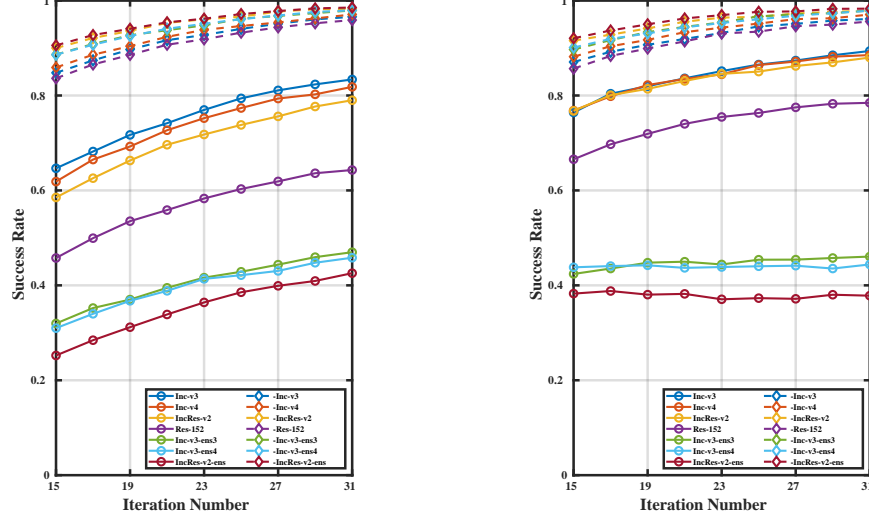 1
0.8
0.6
0.4
0.2
0
15 19 23 27 31
Success Rate
Iteration Number
Inc-v3 -Inc-v3
Inc-v4 -Inc-v4
IncRes-v2 -IncRes-v2
Res-152 -Res-152
Inc-v3-ens3 -Inc-v3-ens3
Inc-v3-ens4 -Inc-v3-ens4
IncRes-v2-ens -IncRes-v2-ens
1
0.8
0.6
0.4
0.2
0
15 19 23 27 31
Success Rate
Iteration Number
Inc-v3 -Inc-v3
Inc-v4 -Inc-v4
IncRes-v2 -IncRes-v2
Res-152 -Res-152
Inc-v3-ens3 -Inc-v3-ens3
Inc-v3-ens4 -Inc-v3-ens4
IncRes-v2-ens -IncRes-v2-ens